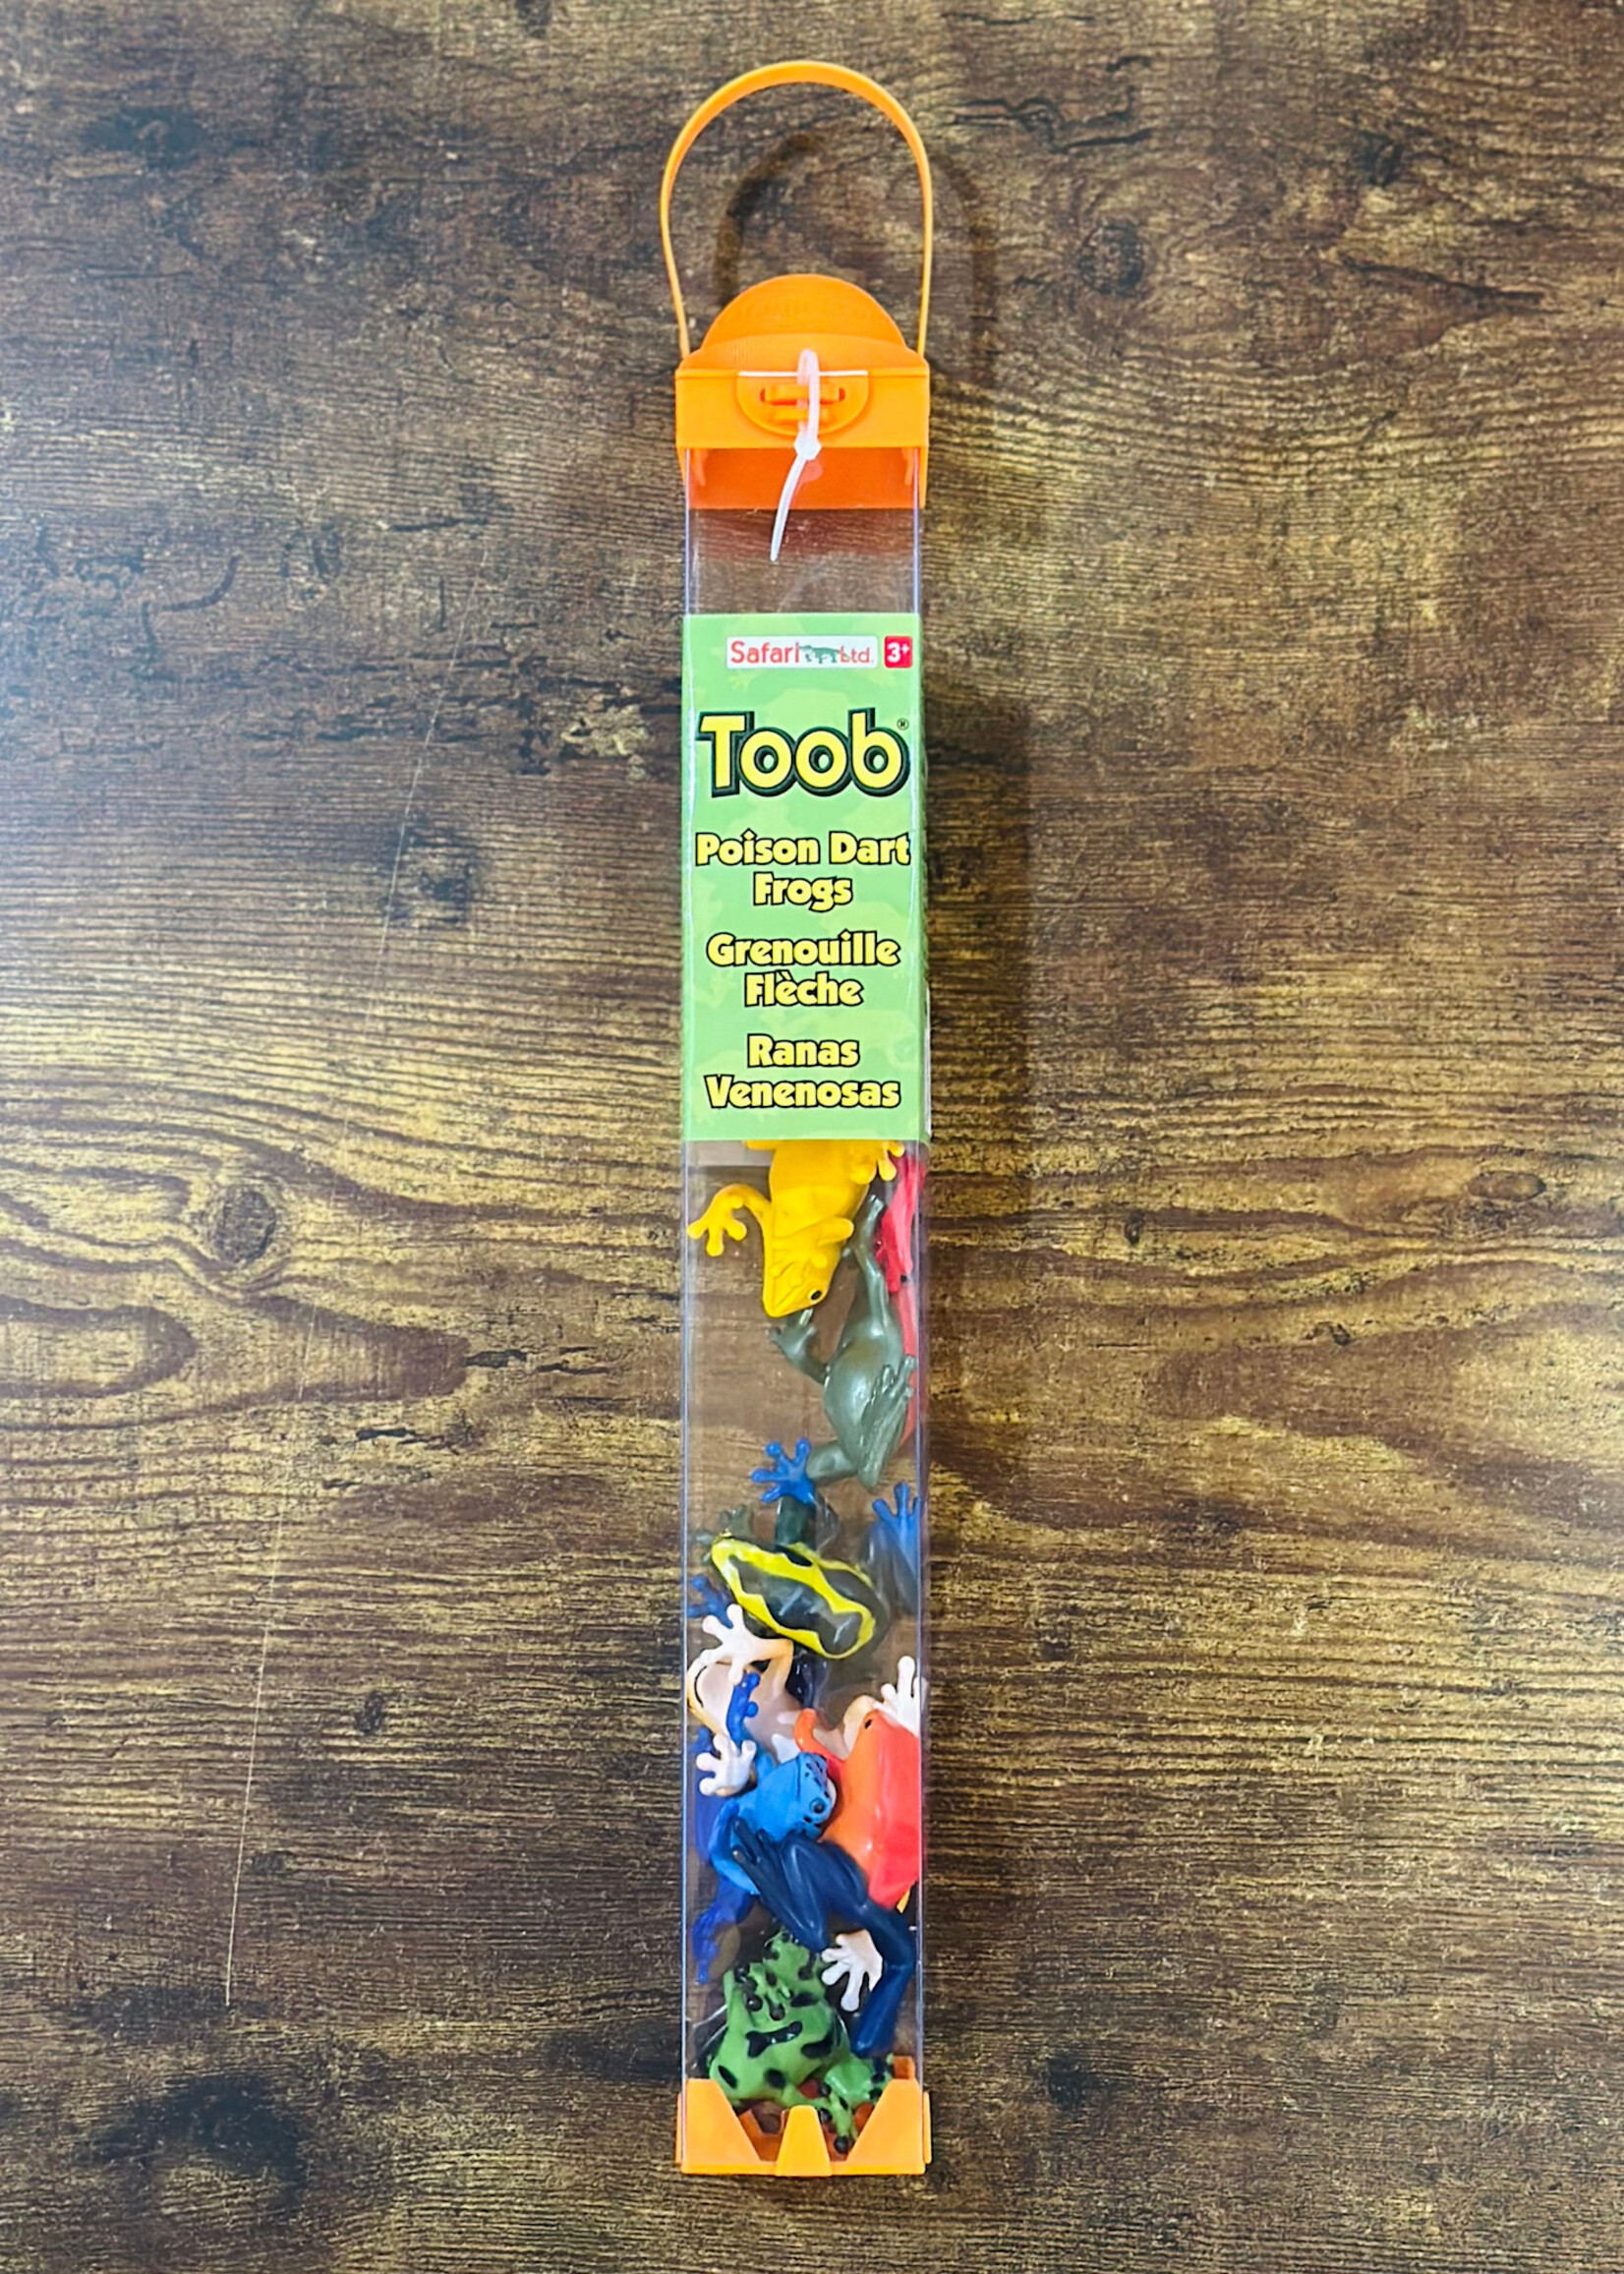 Safari Ltd. 3+
Toob®
Poison Dart
Frogs
Grenouille
Flèche
Ranas
Venenosas